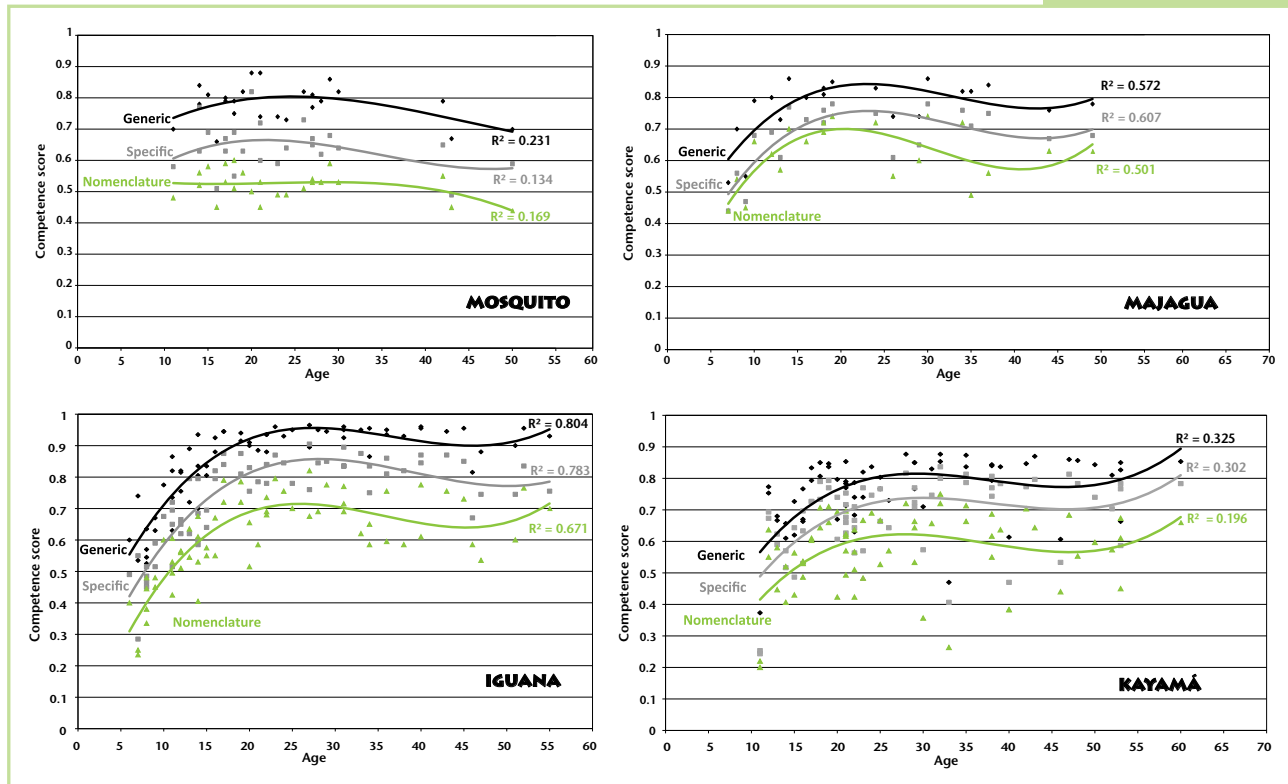 1
0.9
0.8
0.7
0.6
0.5
0.4
0.3
0.2
0.1
0
Competence score
Generic
Specific
Nomenclature
R² = 0.231
R² = 0.134
R² = 0.169
MOSQUITO
0 5 10 15 20 25 30 35 40 45 50 55 60
Age
1
0.9
0.8
0.7
0.6
0.5
0.4
0.3
0.2
0.1
0
Competence score
Generic
Specific
Nomenclature
R² = 0.572
R² = 0.607
R² = 0.501
MAJAGUA
0 5 10 15 20 25 30 35 40 45 50 55 60 70
Age
1
0.9
0.8
0.7
0.6
0.5
0.4
0.3
0.2
0.1
0
Competence score
Generic
Specific
Nomenclature
R² = 0.804
R² = 0.783
R² = 0.671
IGUANA
0 5 10 15 20 25 30 35 40 45 50 55 60
Age
1
0.9
0.8
0.7
0.6
0.5
0.4
0.3
0.2
0.1
0
Competence score
Generic
Specific
Nomenclature
R² = 0.325
R² = 0.302
R² = 0.196
KAYAMÁ
0 5 10 15 20 25 30 35 40 45 50 55 60 70
Age